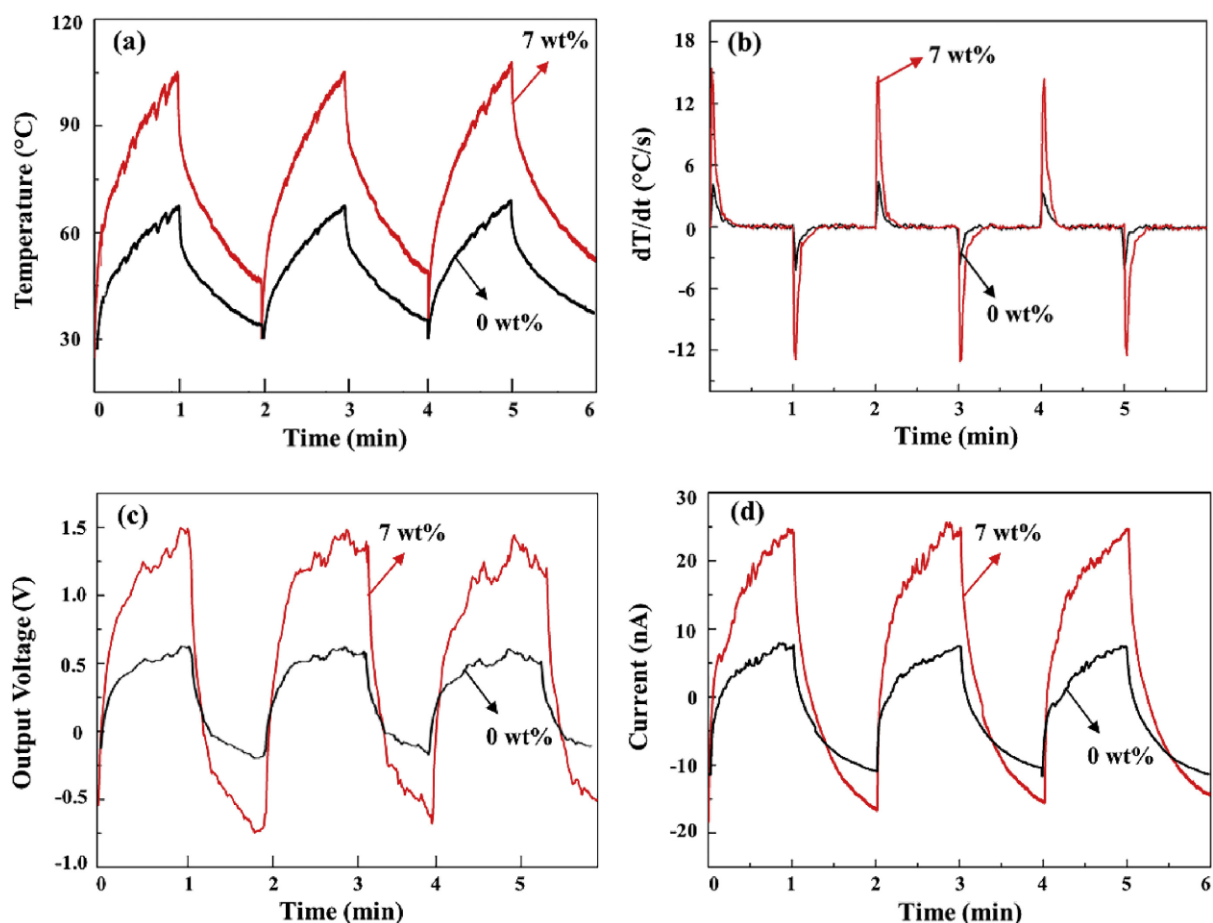 (a)
7 wt%
0 wt%
Temperature (°C)
120
90
60
30
0 1 2 3 4 5 6
Time (min)
(b)
7 wt%
0 wt%
dT/dt (°C/s)
18
12
6
0
-6
-12
1 2 3 4 5
Time (min)
(c)
7 wt%
0 wt%
Output Voltage (V)
1.5
1.0
0.5
0
-0.5
-1.0
0 1 2 3 4 5
Time (min)
(d)
7 wt%
0 wt%
Current (nA)
30
20
10
0
-10
-20
0 1 2 3 4 5 6
Time (min)